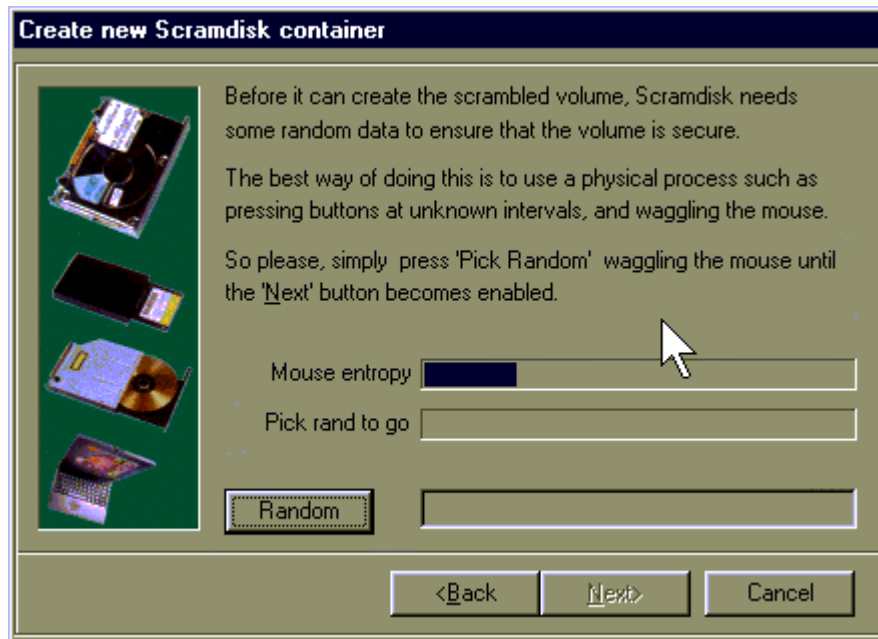 Create new Scramdisk container
Before it can create the scrambled volume, Scramdisk needs
some random data to ensure that the volume is secure.
The best way of doing this is to use a physical process such as
pressing buttons at unknown intervals, and waggling the mouse.
So please, simply press 'Pick Random' waggling the mouse until
the 'Next' button becomes enabled.
Mouse entropy
Pick rand to go
Random
<Back
Next>
Cancel